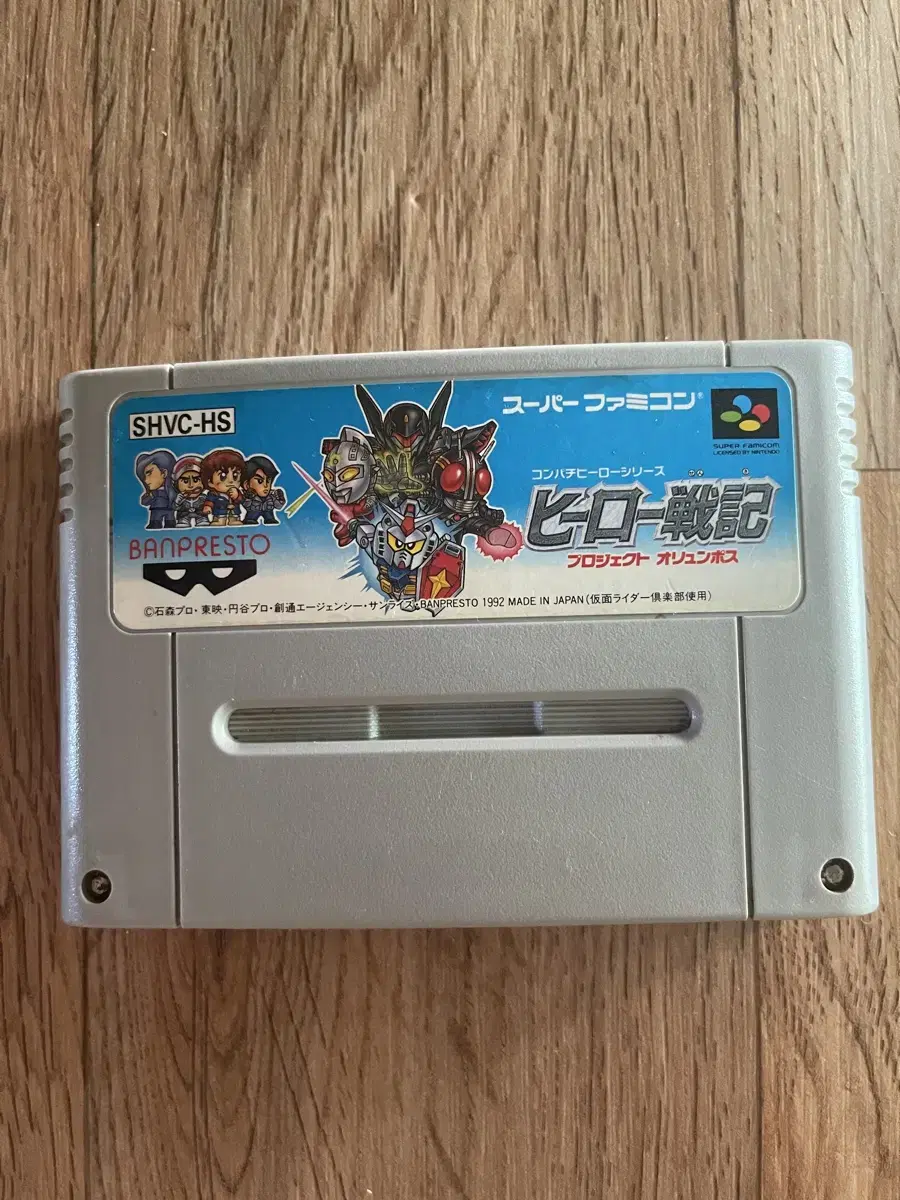 SHVC-HS
スーパーファミコン®
SUPER FAMICOM
LICENSED BY NINTENDO
コンパチヒーローシリーズ
ヒーロー戦記
プロジェクト オリュンポス
BANPRESTO
©石森プロ・東映・円谷プロ・創通エージェンシー・サンライズ・BANPRESTO 1992 MADE IN JAPAN(仮面ライダー倶楽部使用)